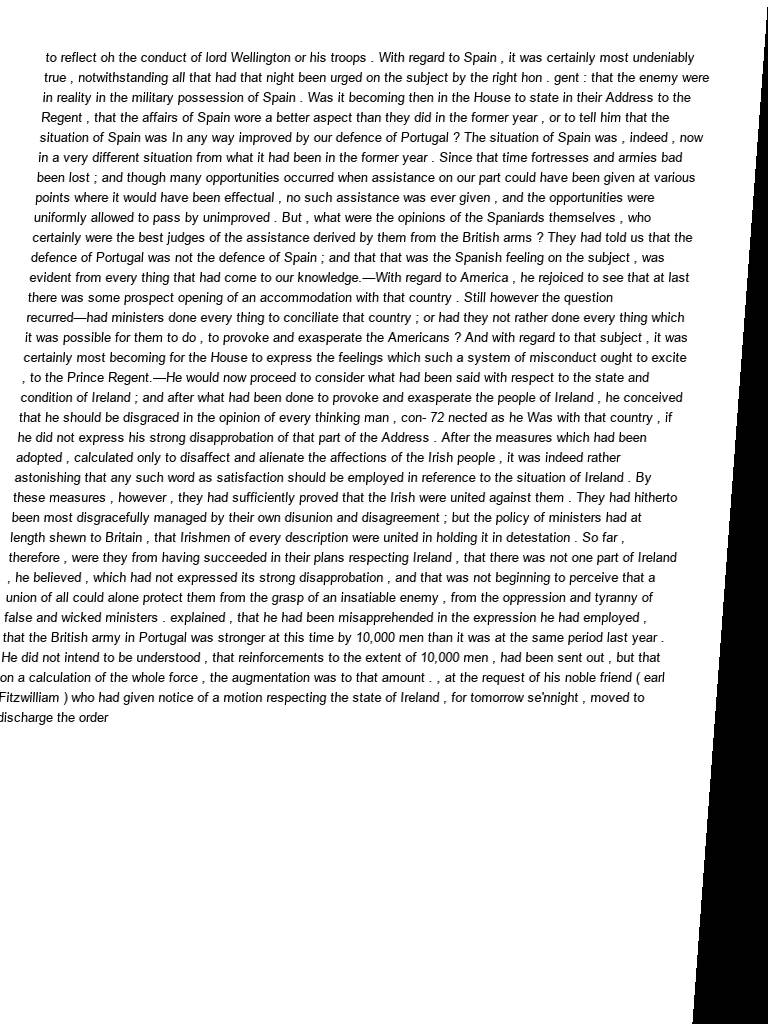 to reflect oh the conduct of lord Wellington or his troops . With regard to Spain , it was certainly most undeniably
true , notwithstanding all that had that night been urged on the subject by the right hon . gent : that the enemy were
in reality in the military possession of Spain . Was it becoming then in the House to state in their Address to the
Regent , that the affairs of Spain wore a better aspect than they did in the former year , or to tell him that the
situation of Spain was In any way improved by our defence of Portugal ? The situation of Spain was , indeed , now
in a very different situation from what it had been in the former year . Since that time fortresses and armies bad
been lost ; and though many opportunities occurred when assistance on our part could have been given at various
points where it would have been effectual , no such assistance was ever given , and the opportunities were
uniformly allowed to pass by unimproved . But , what were the opinions of the Spaniards themselves , who
certainly were the best judges of the assistance derived by them from the British arms ? They had told us that the
defence of Portugal was not the defence of Spain ; and that that was the Spanish feeling on the subject , was
evident from every thing that had come to our knowledge.—With regard to America , he rejoiced to see that at last
there was some prospect opening of an accommodation with that country . Still however the question
recurred—had ministers done every thing to conciliate that country ; or had they not rather done every thing which
it was possible for them to do , to provoke and exasperate the Americans ? And with regard to that subject , it was
certainly most becoming for the House to express the feelings which such a system of misconduct ought to excite
, to the Prince Regent.—He would now proceed to consider what had been said with respect to the state and
condition of Ireland ; and after what had been done to provoke and exasperate the people of Ireland , he conceived
that he should be disgraced in the opinion of every thinking man , con- 72 nected as he Was with that country , if
he did not express his strong disapprobation of that part of the Address . After the measures which had been
adopted , calculated only to disaffect and alienate the affections of the Irish people , it was indeed rather
astonishing that any such word as satisfaction should be employed in reference to the situation of Ireland . By
these measures , however , they had sufficiently proved that the Irish were united against them . They had hitherto
been most disgracefully managed by their own disunion and disagreement ; but the policy of ministers had at
length shewn to Britain , that Irishmen of every description were united in holding it in detestation . So far ,
therefore , were they from having succeeded in their plans respecting Ireland , that there was not one part of Ireland
, he believed , which had not expressed its strong disapprobation , and that was not beginning to perceive that a
union of all could alone protect them from the grasp of an insatiable enemy , from the oppression and tyranny of
false and wicked ministers . explained , that he had been misapprehended in the expression he had employed ,
that the British army in Portugal was stronger at this time by 10,000 men than it was at the same period last year .
He did not intend to be understood , that reinforcements to the extent of 10,000 men , had been sent out , but that
on a calculation of the whole force , the augmentation was to that amount . , at the request of his noble friend ( earl
Fitzwilliam ) who had given notice of a motion respecting the state of Ireland , for tomorrow se'nnight , moved to
discharge the order